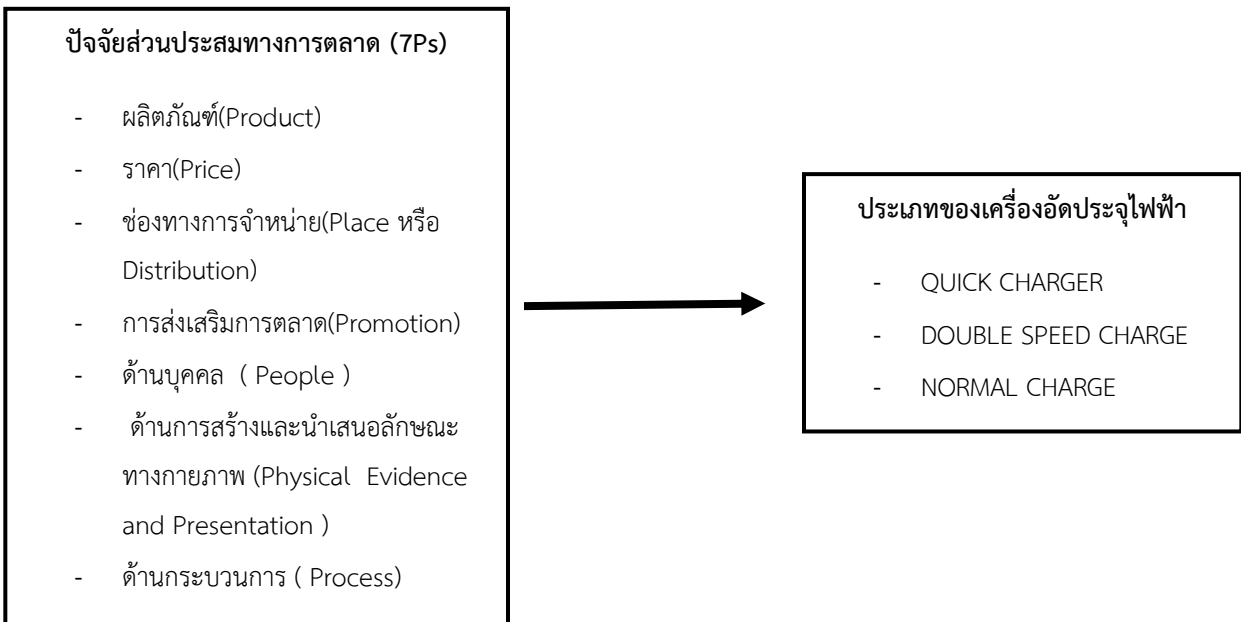 ปัจจัยส่วนประสมทางการตลาด (7Ps)
- ผลิตภัณฑ์(Product)
- ราคา(Price)
- ช่องทางการจำหน่าย(Place หรือ
Distribution)
- การส่งเสริมการตลาด(Promotion)
- ด้านบุคคล ( People )
- ด้านการสร้างและนำเสนอลักษณะ
ทางกายภาพ (Physical Evidence
and Presentation )
- ด้านกระบวนการ ( Process)
ประเภทของเครื่องอัดประจุไฟฟ้า
- QUICK CHARGER
- DOUBLE SPEED CHARGE
- NORMAL CHARGE